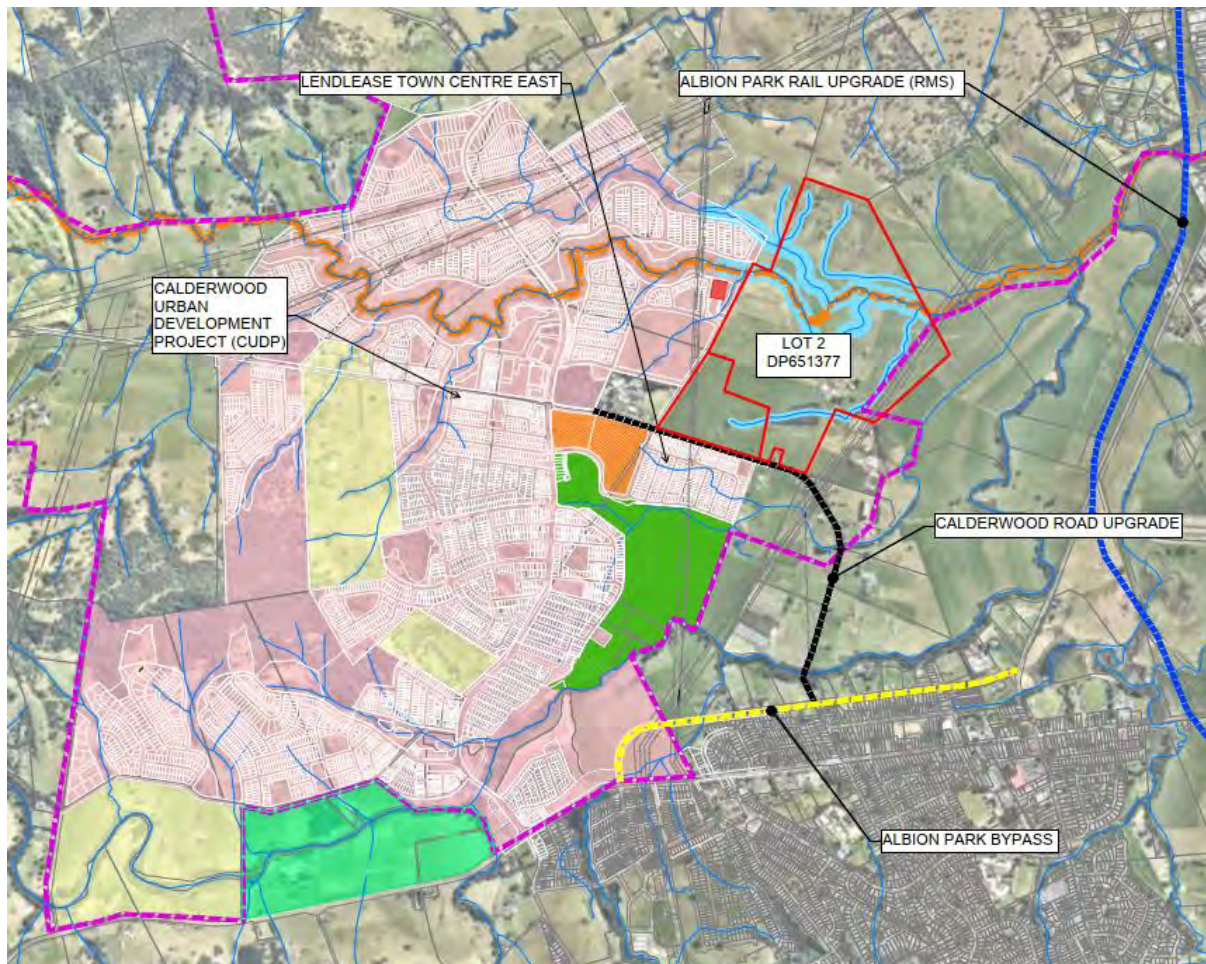 LENDLEASE TOWN CENTRE EAST
ALBION PARK RAIL UPGRADE (RMS)
CALDERWOOD
URBAN
DEVELOPMENT
PROJECT (CUDP)
LOT 2
DP651377
CALDERWOOD ROAD UPGRADE
ALBION PARK BYPASS